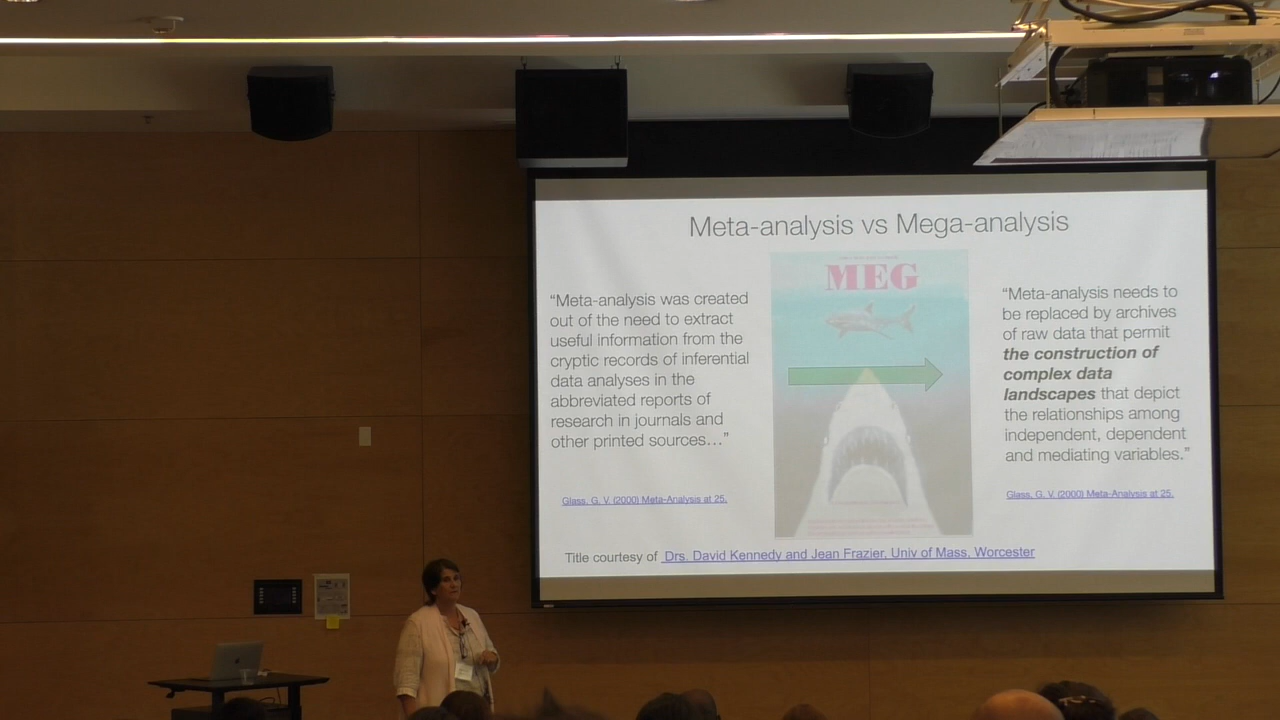 Meta-analysis vs Mega-analysis
“Meta-analysis was created
out of the need to extract
useful information from the
cryptic records of inferential
data analyses in the
abbreviated reports of
research in journals and
other printed sources…”
Glass, G. V. (2000) Meta-Analysis at 25.
MEG
“Meta-analysis needs to
be replaced by archives
of raw data that permit
the construction of
complex data
landscapes that depict
the relationships among
independent, dependent
and mediating variables.”
Glass, G. V. (2000) Meta-Analysis at 25.
Title courtesy of Drs. David Kennedy and Jean Frazier, Univ of Mass, Worcester